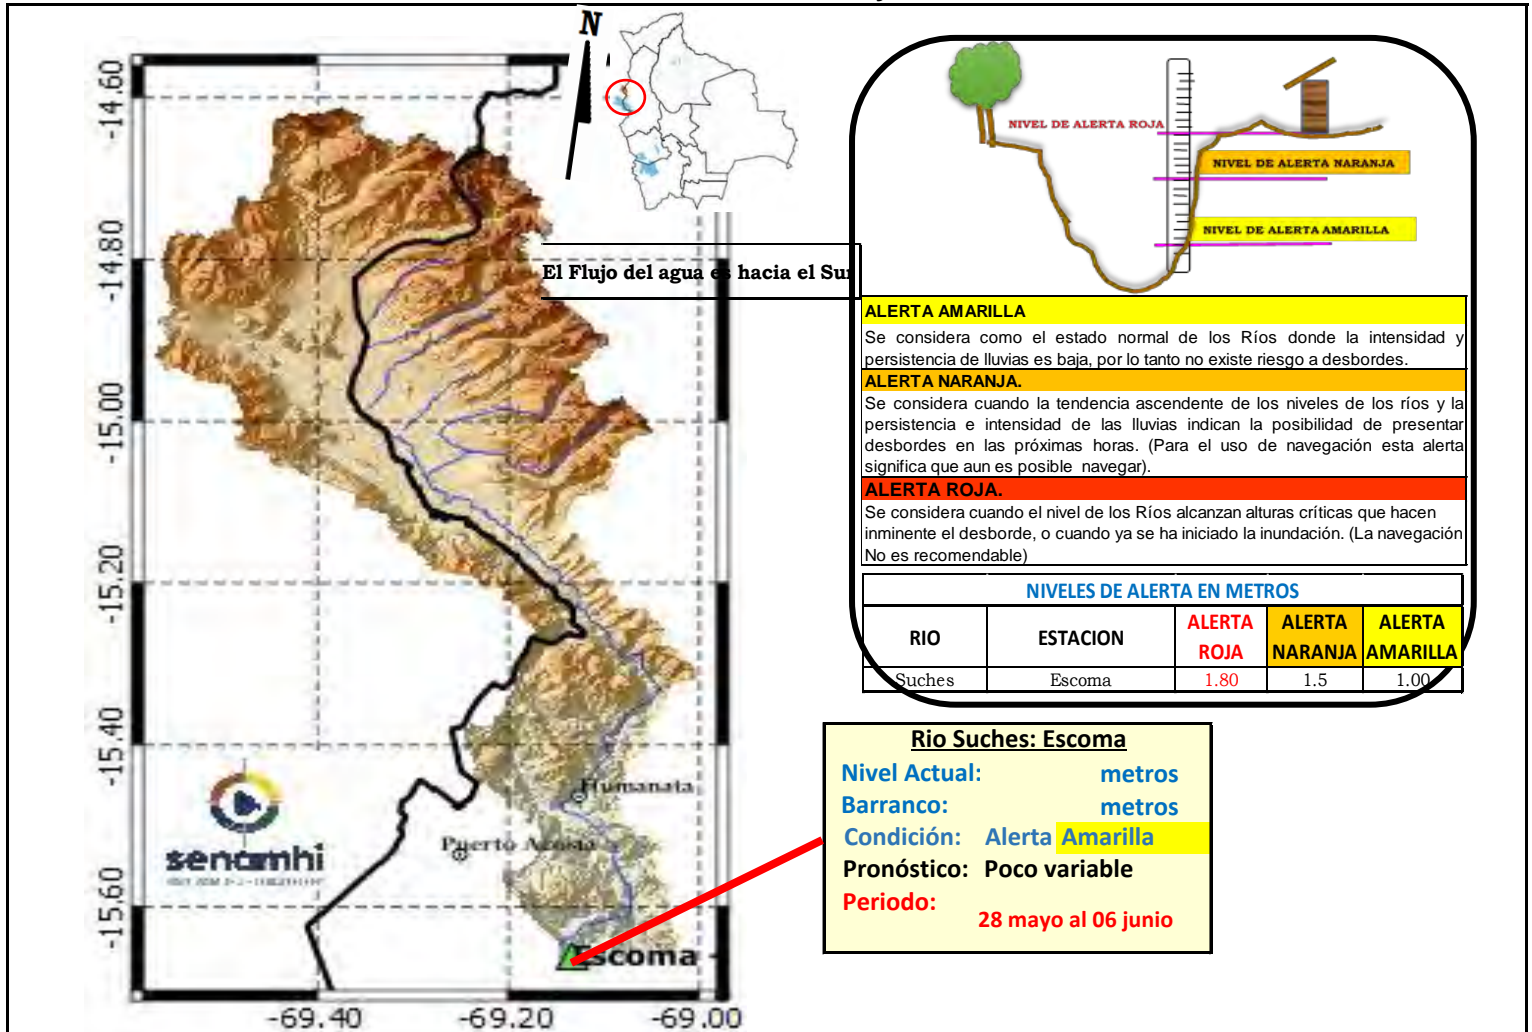 N
-14.60
-14.80
-15.00
-15.20
-15.40
-15.60
-69.40
-69.20
-69.00
El Flujo del agua es hacia el Sur
Humanata
Puerto Acosta
Escoma
senamhi
NIVEL DE ALERTA ROJA
NIVEL DE ALERTA NARANJA
NIVEL DE ALERTA AMARILLA
ALERTA AMARILLA
Se considera como el estado normal de los Ríos donde la intensidad y
persistencia de lluvias es baja, por lo tanto no existe riesgo a desbordes.
ALERTA NARANJA.
Se considera cuando la tendencia ascendente de los niveles de los ríos y la
persistencia e intensidad de las lluvias indican la posibilidad de presentar
desbordes en las próximas horas. (Para el uso de navegación esta alerta
significa que aun es posible navegar).
ALERTA ROJA.
Se considera cuando el nivel de los Ríos alcanzan alturas críticas que hacen
inminente el desborde, o cuando ya se ha iniciado la inundación. (La navegación
No es recomendable)
NIVELES DE ALERTA EN METROS
RIO ESTACION ALERTA ROJA ALERTA NARANJA ALERTA AMARILLA
Suches Escoma 1.80 1.5 1.00
Rio Suches: Escoma
Nivel Actual: metros
Barranco: metros
Condición: Alerta Amarilla
Pronóstico: Poco variable
Periodo:
28 mayo al 06 junio